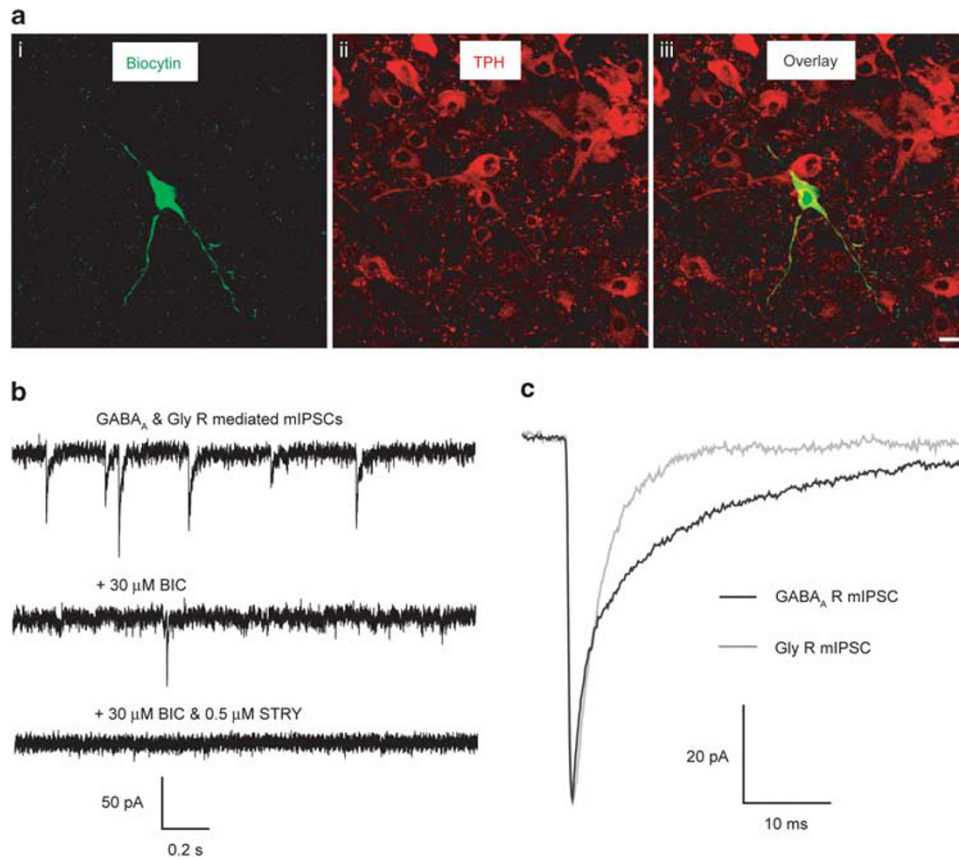 a
i
Biocytin
ii
TPH
iii
Overlay
b
GABAA & Gly R mediated mIPSCs
+ 30 μM BIC
+ 30 μM BIC & 0.5 μM STRY
50 pA
0.2 s
c
GABAA R mIPSC
Gly R mIPSC
20 pA
10 ms